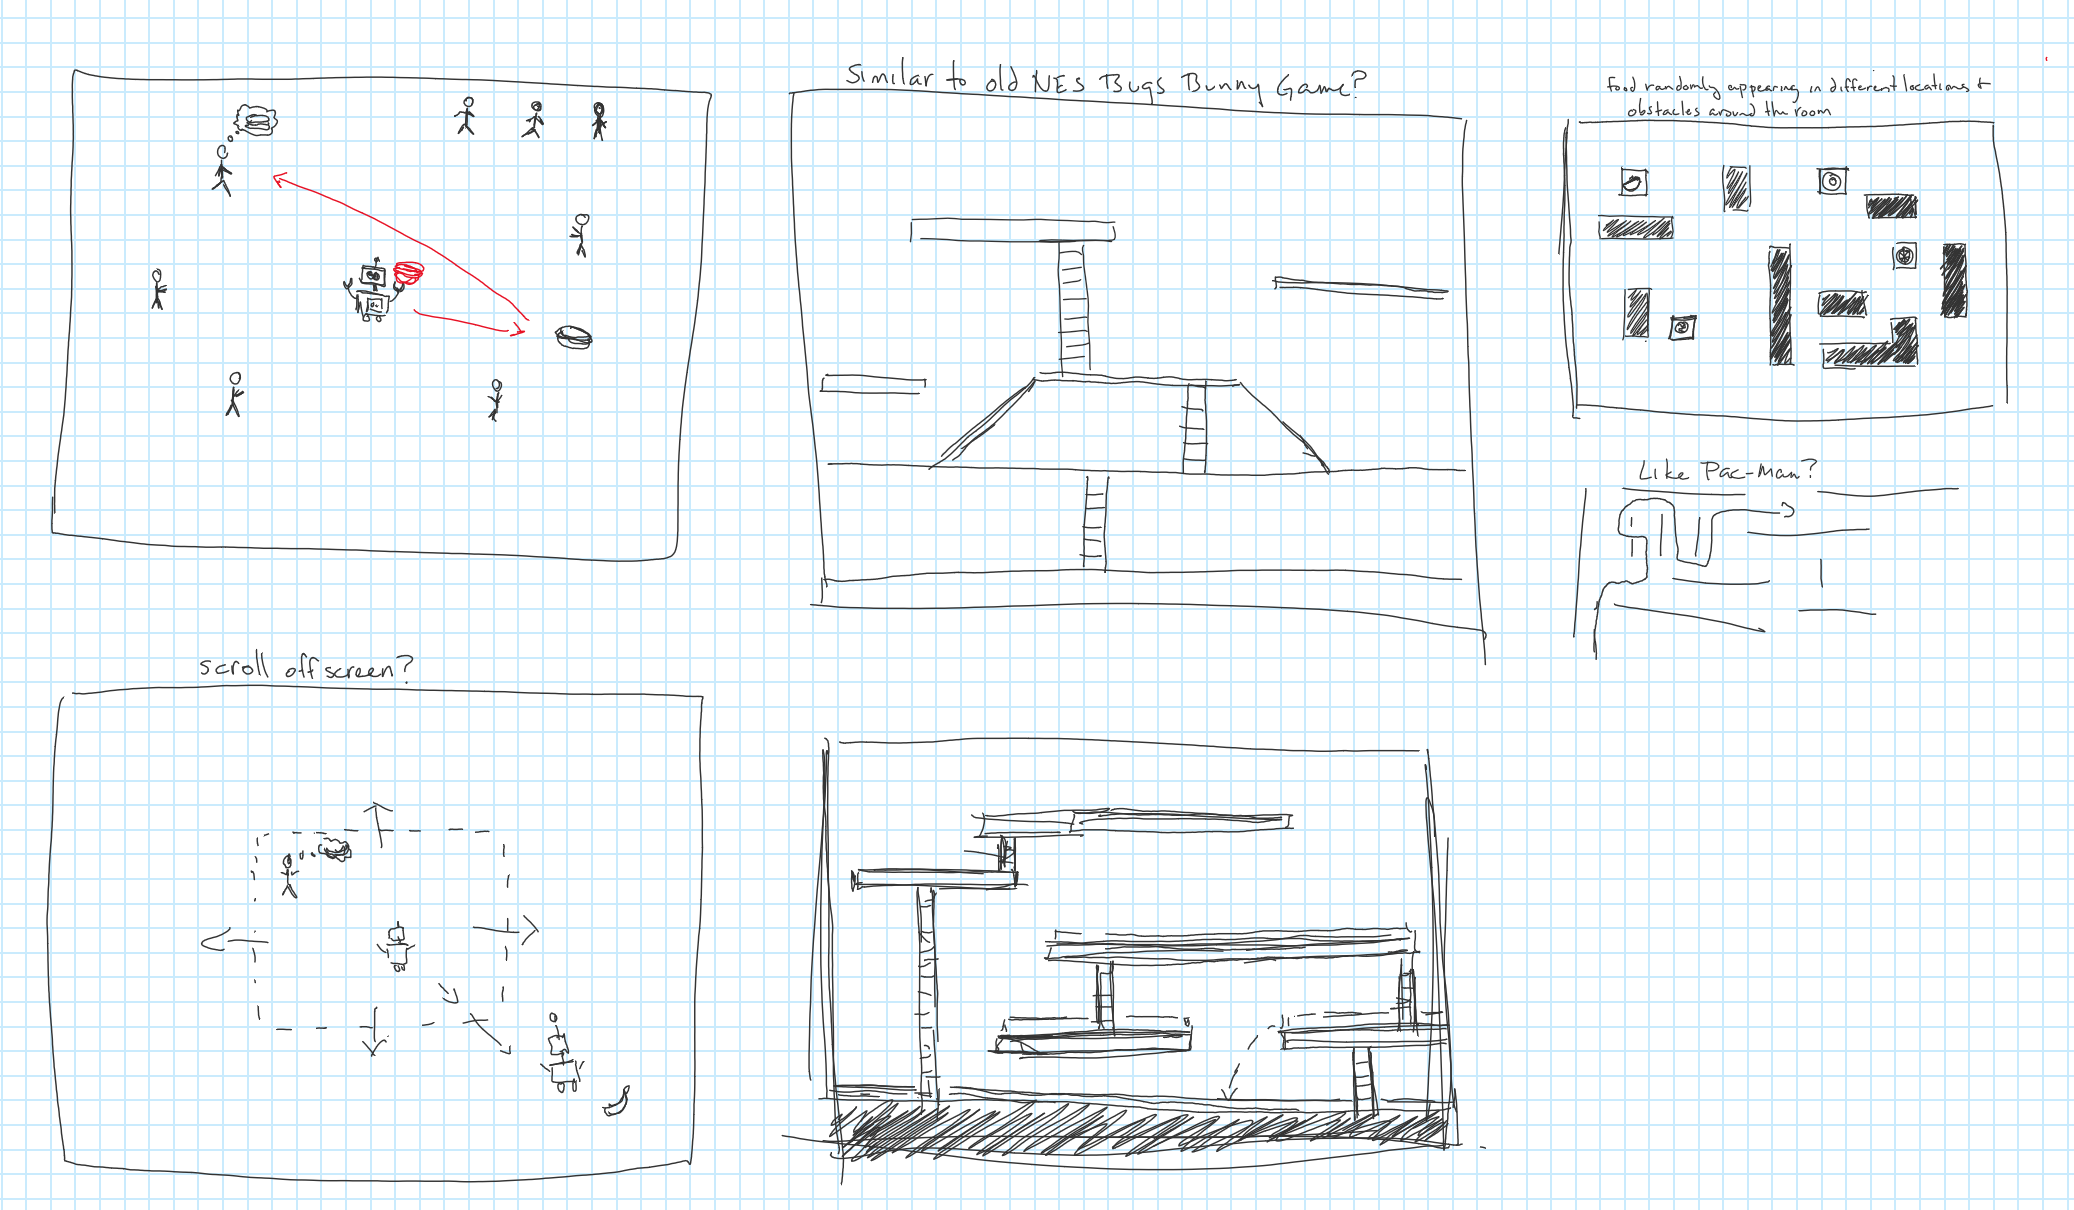 Similar to old NES Bugs Bunny Game?
Food randomly appearing in different locations +
obstacles around the room
Like Pac-Man?
scroll off screen?